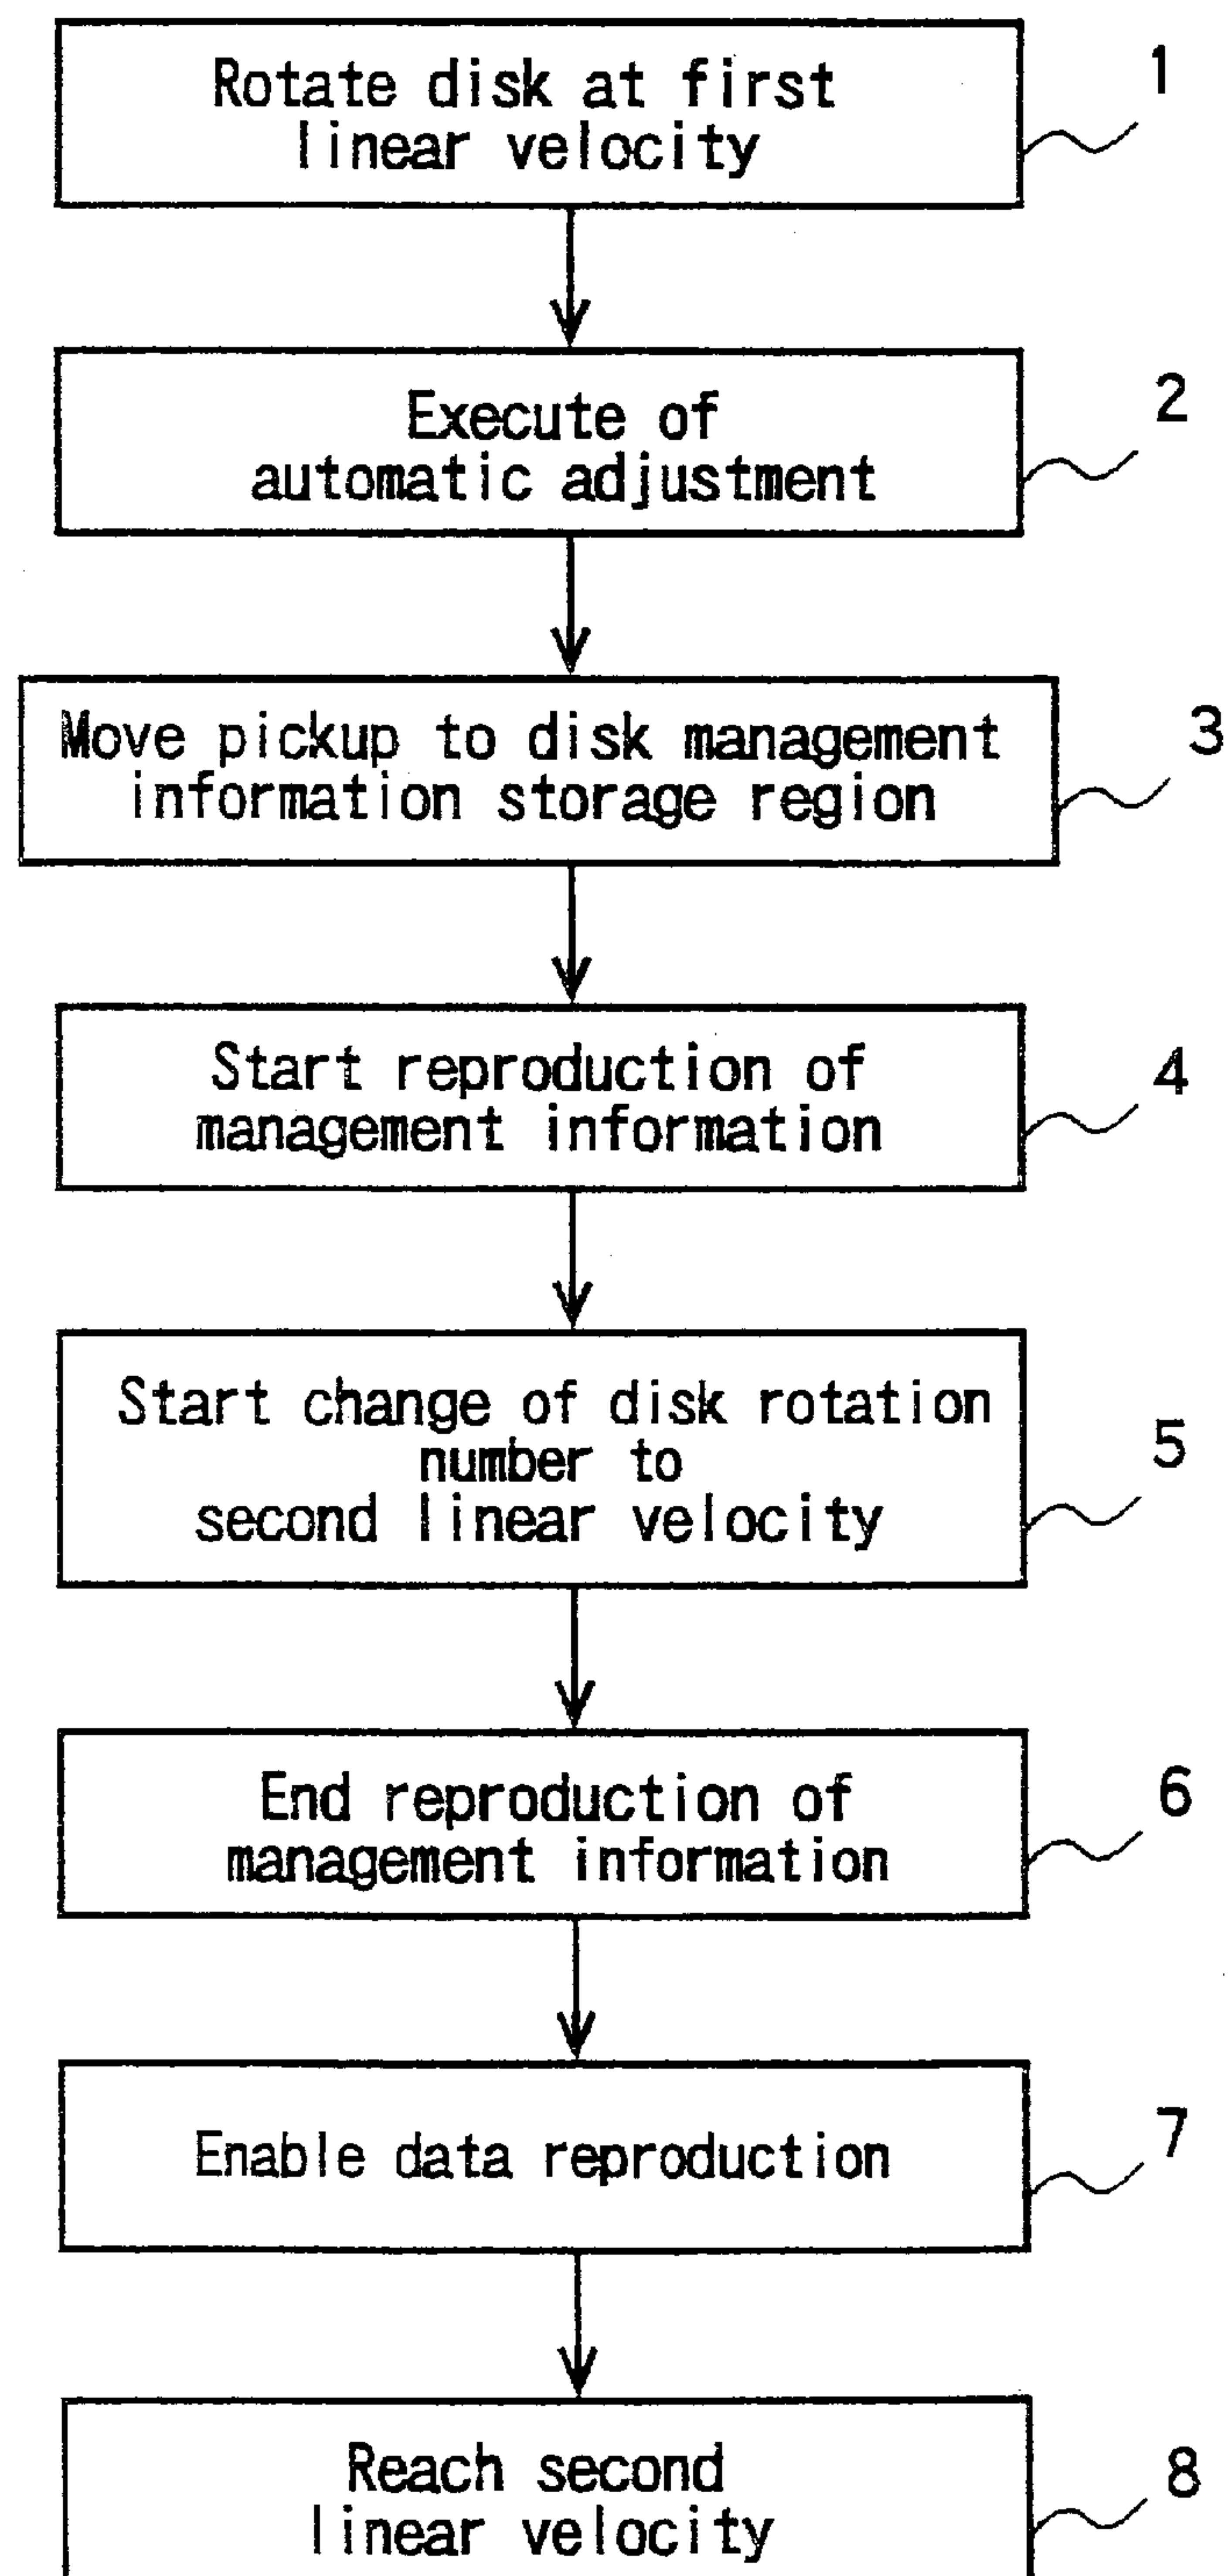 Rotate disk at first
linear velocity
1
Execute of
automatic adjustment
2
Move pickup to disk management
information storage region
3
Start reproduction of
management information
4
Start change of disk rotation
number to
second linear velocity
5
End reproduction of
management information
6
Enable data reproduction
7
Reach second
linear velocity
8